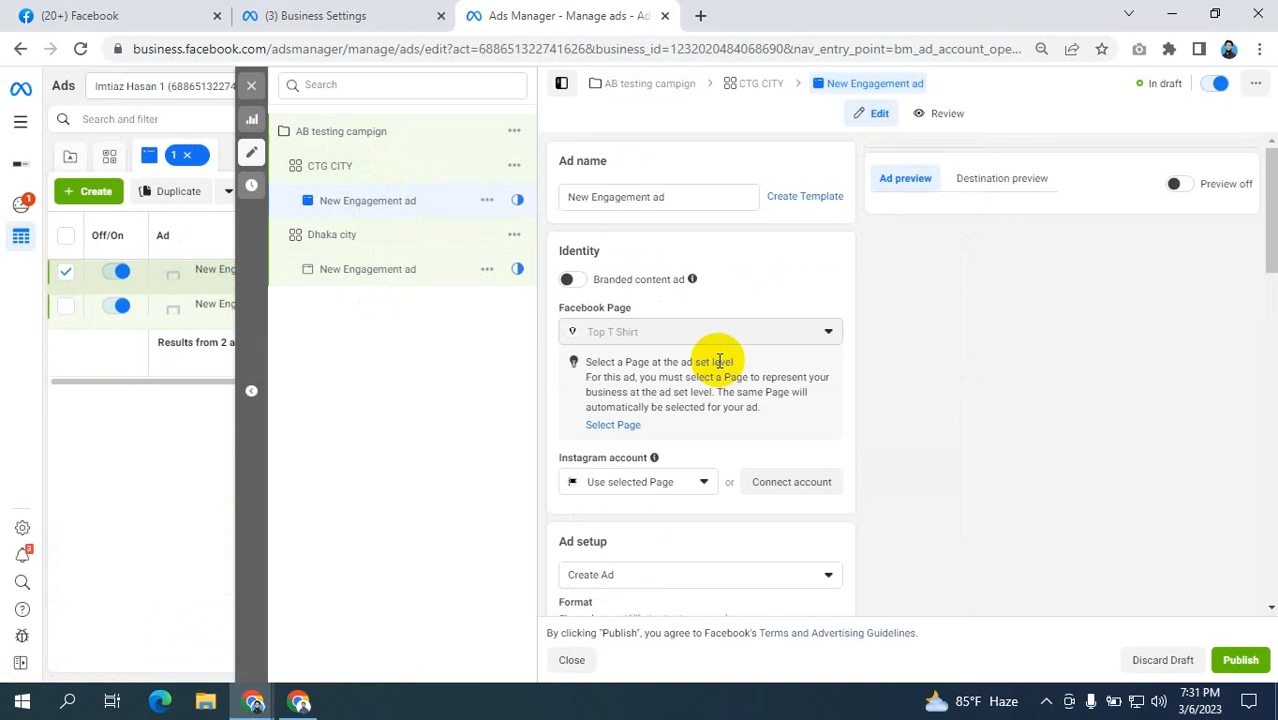 (20+) Facebook
(3) Business Settings
Ads Manager - Manage ads - Ad
business.facebook.com/adsmanager/manage/ads/edit?act=688651322741626&business_id=1232020484068690&nav_entry_point=bm_ad_account_ope...
Ads
Imtiaz Hasan 1 (68865132274
Search and filter
1
Create
Duplicate
Off/On
Ad
New Eng
New Eng
Results from 2 a
1
8
Search
AB testing campign
CTG CITY
New Engagement ad
Dhaka city
New Engagement ad
AB testing campign
CTG CITY
New Engagement ad
In draft
Edit
Review
Ad name
New Engagement ad
Create Template
Identity
Branded content ad
Facebook Page
Top T Shirt
Select a Page at the ad set level
For this ad, you must select a Page to represent your
business at the ad set level. The same Page will
automatically be selected for your ad.
Select Page
Instagram account
Use selected Page
or
Connect account
Ad setup
Create Ad
Format
Ad preview
Destination preview
Preview off
By clicking "Publish", you agree to Facebook's Terms and Advertising Guidelines.
Close
Discard Draft
Publish
85°F Haze
7:31 PM
3/6/2023